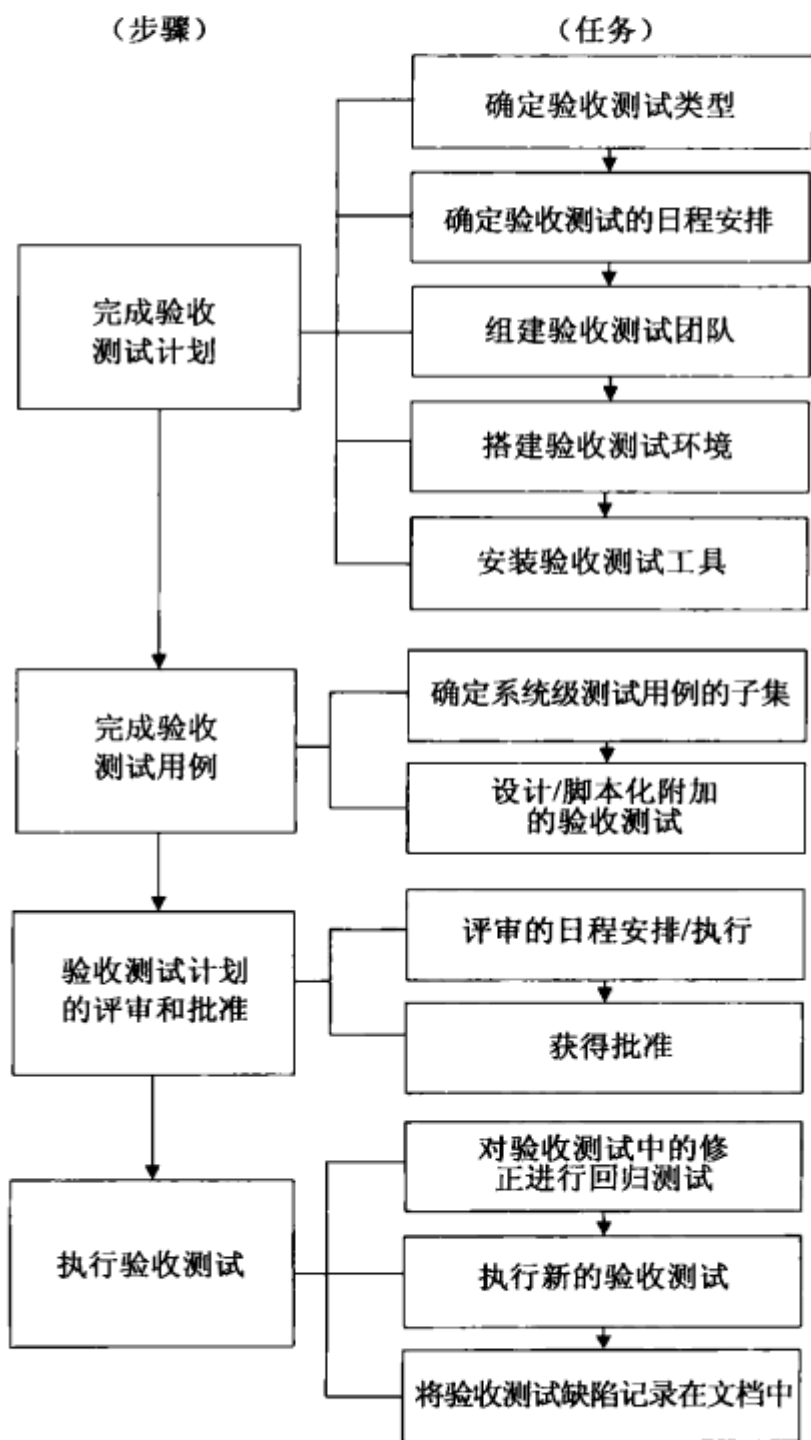 （步骤）
（任务）
确定验收测试类型
确定验收测试的日程安排
完成验收
测试计划
组建验收测试团队
搭建验收测试环境
安装验收测试工具
完成验收
测试用例
确定系统级测试用例的子集
设计/脚本化附加
的验收测试
验收测试计划
的评审和批准
评审的日程安排/执行
获得批准
执行验收测试
对验收测试中的修
正进行回归测试
执行新的验收测试
将验收测试缺陷记录在文档中